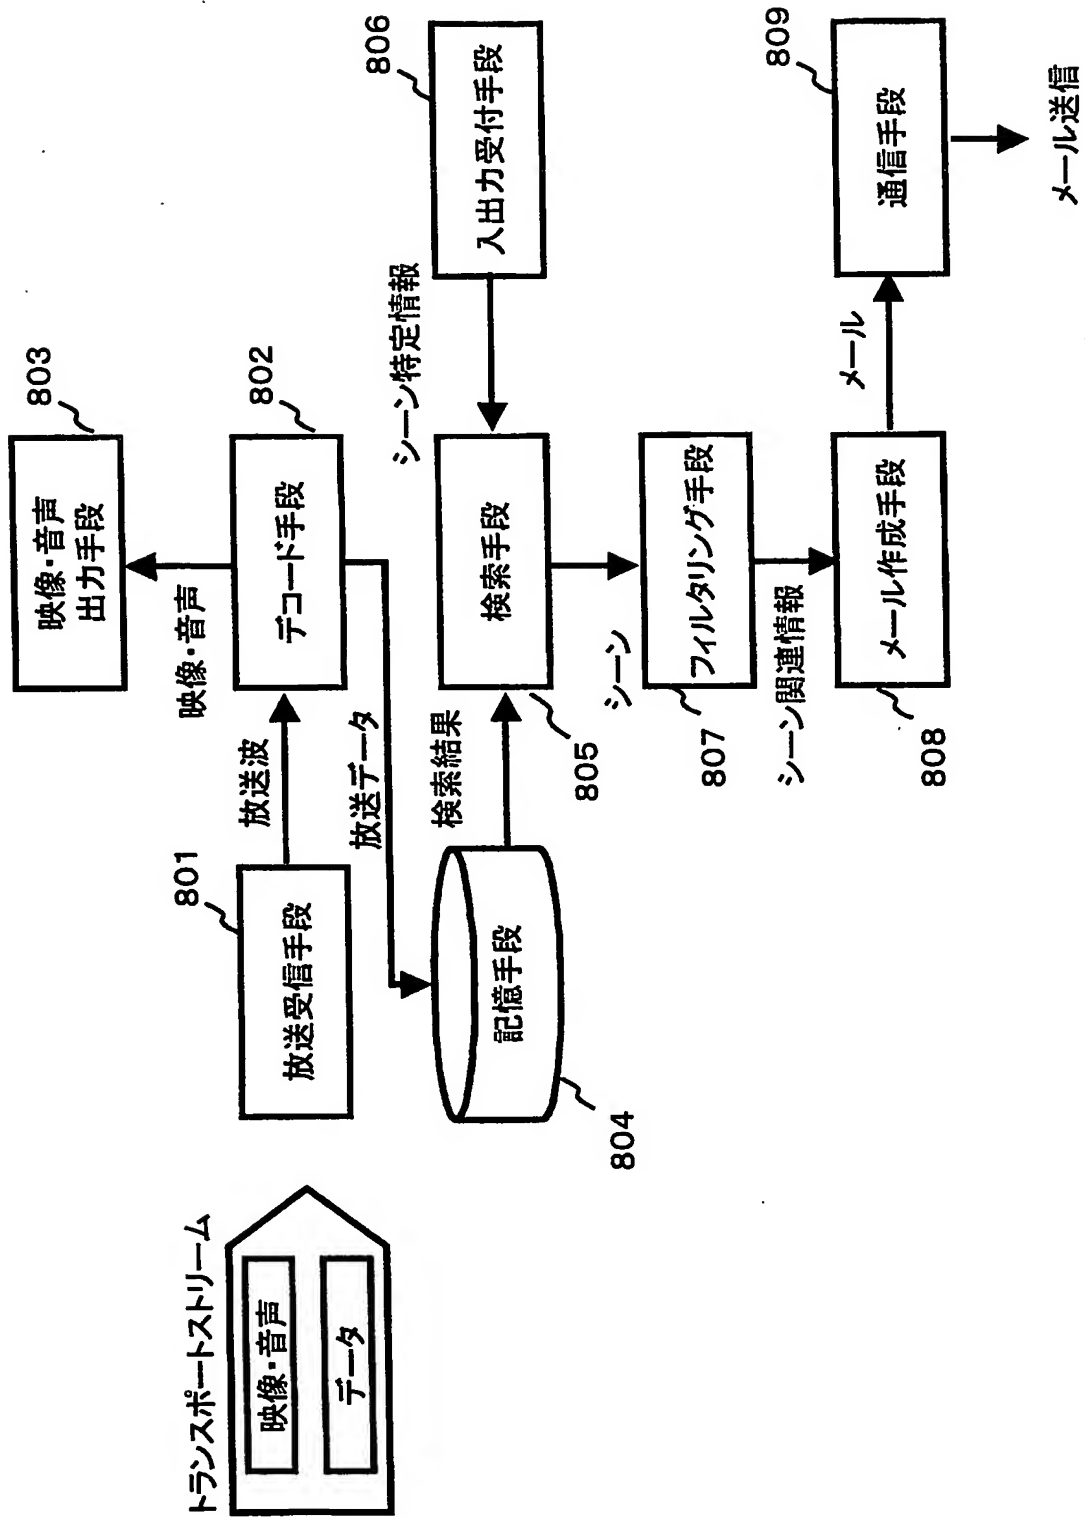 トランスポートストリーム
映像・音声
データ
801
放送受信手段
放送波
803
映像・音声
出力手段
映像・音声
802
デコード手段
放送データ
804
記憶手段
検索結果
805
検索手段
シーン特定情報
806
入出力受付手段
シーン
807
フィルタリング手段
シーン関連情報
808
メール作成手段
メール
809
通信手段
メール送信